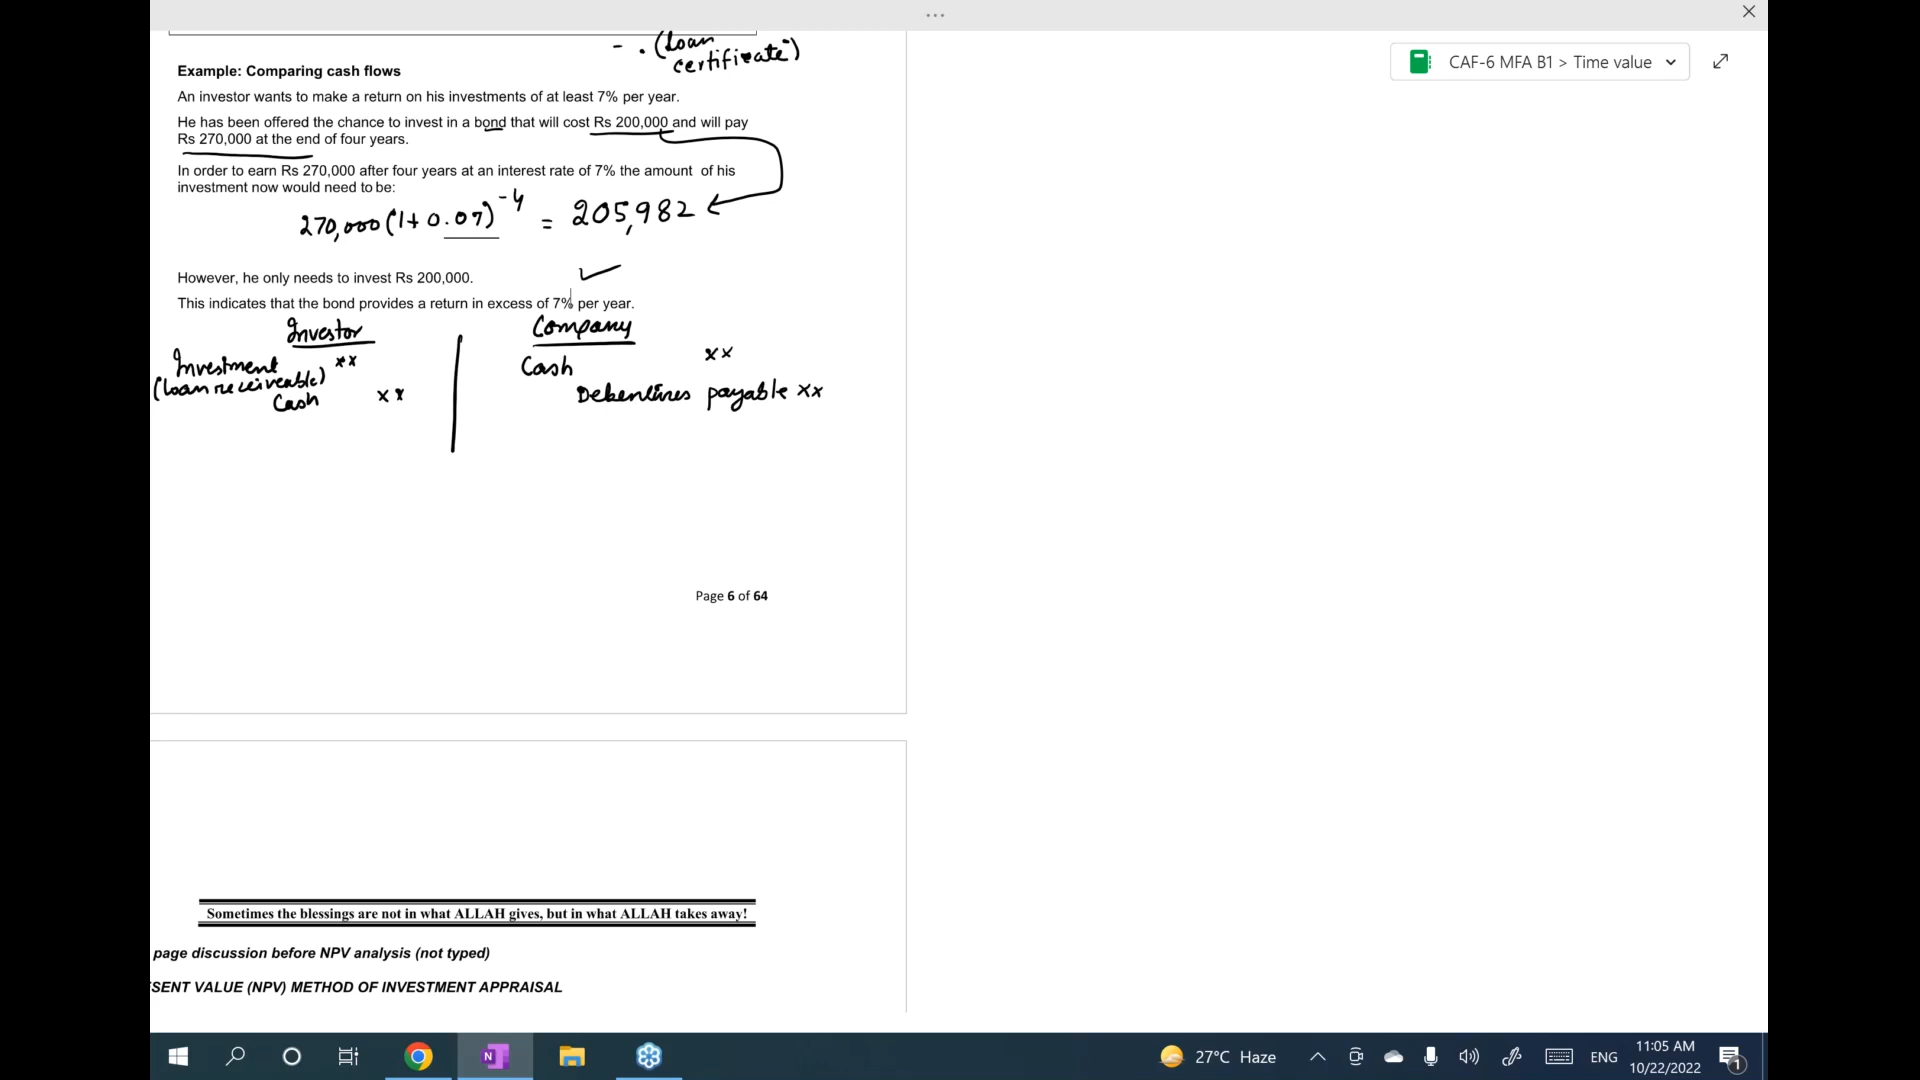 CAF-6 MFA B1 > Time value
- . (loan
certificate)
Example: Comparing cash flows
An investor wants to make a return on his investments of at least 7% per year.
He has been offered the chance to invest in a bond that will cost Rs 200,000 and will pay
Rs 270,000 at the end of four years.
In order to earn Rs 270,000 after four years at an interest rate of 7% the amount of his
investment now would need to be:
270,000 (1+0.07)⁻⁴ = 205,982
However, he only needs to invest Rs 200,000.
This indicates that the bond provides a return in excess of 7% per year.
Investor
Investment xx
(loan receiveable)
Cash xx
Company
Cash xx
Debentures payable xx
Page 6 of 64
Sometimes the blessings are not in what ALLAH gives, but in what ALLAH takes away!
page discussion before NPV analysis (not typed)
SENT VALUE (NPV) METHOD OF INVESTMENT APPRAISAL
27°C Haze
ENG
11:05 AM
10/22/2022
1